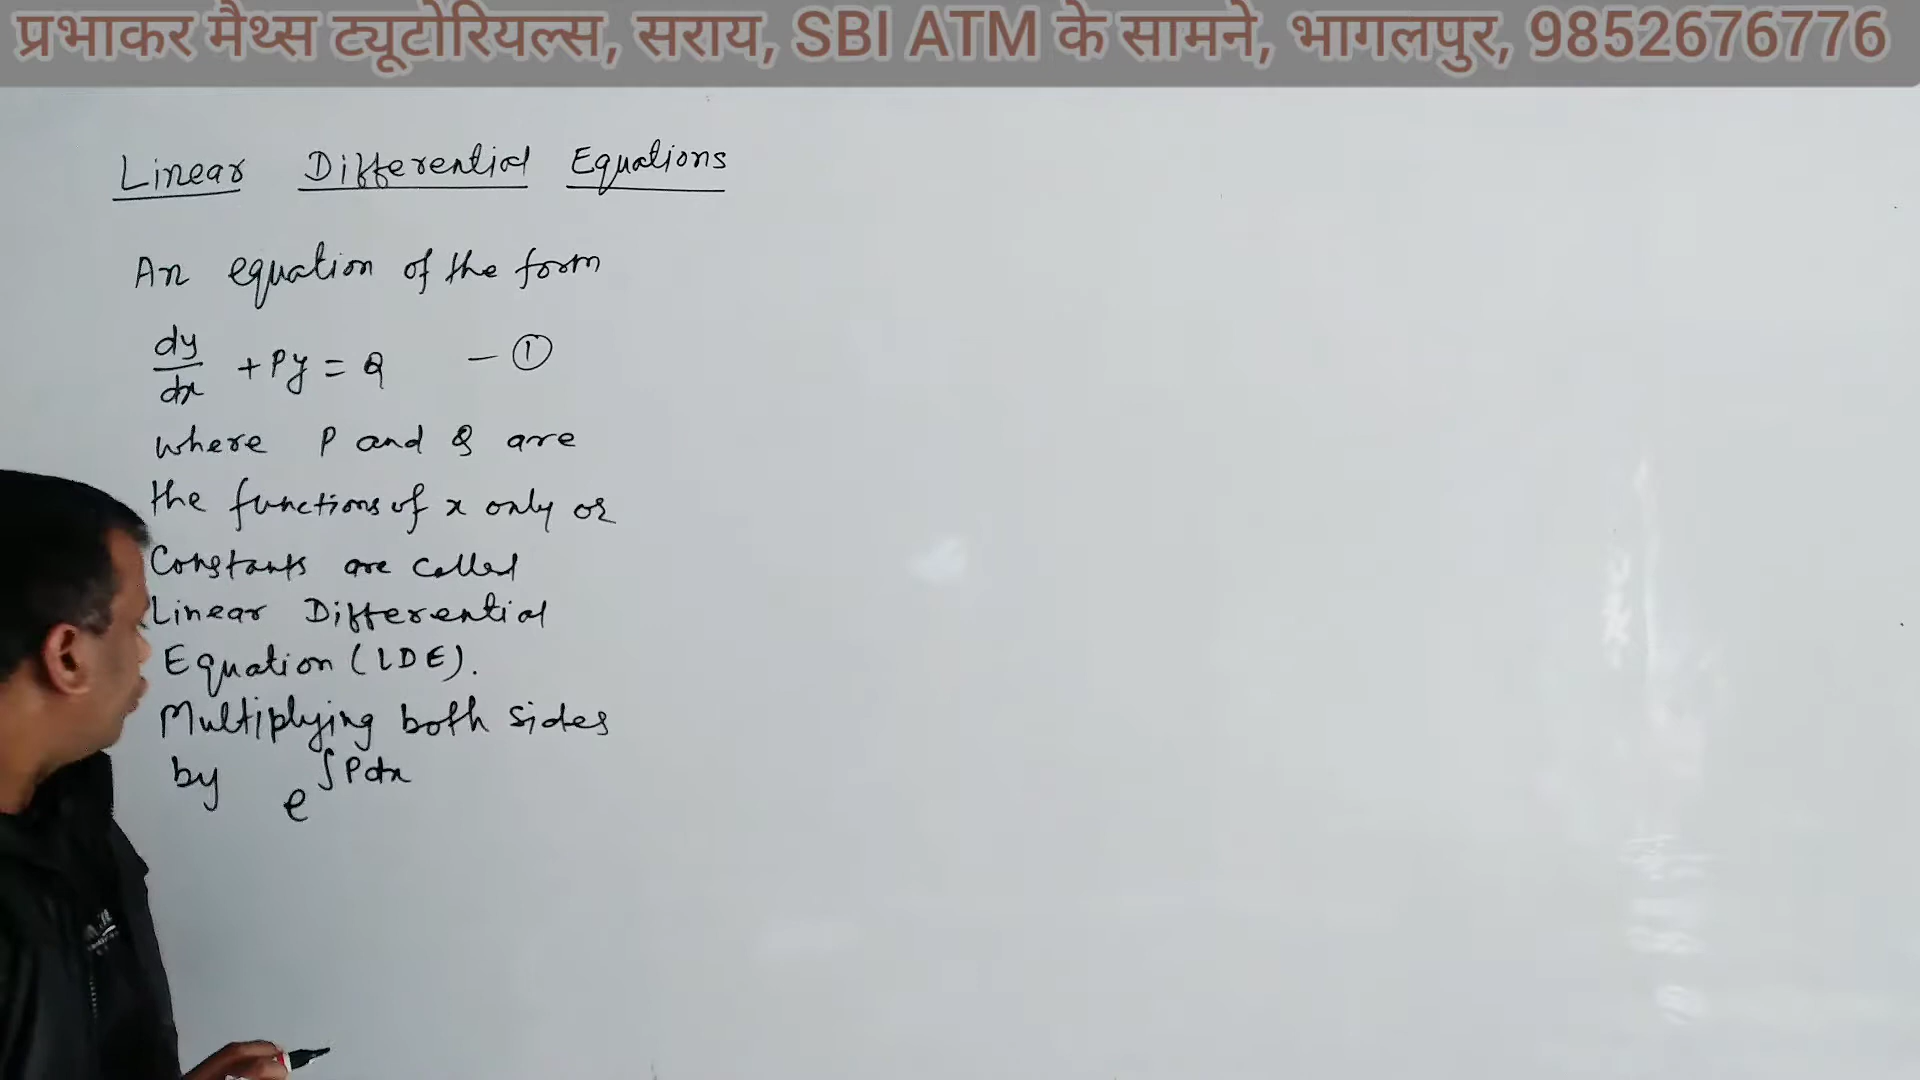 प्रभाकर मैथ्स ट्यूटोरियल्स, सराय, SBI ATM के सामने, भागलपुर, 9852676776
Linear Differential Equations
An equation of the form
dy/dx + Py = Q — ①
where P and Q are
the functions of x only or
Constants are called
Linear Differential
Equation (LDE).
Multiplying both sides
by e^∫Pdx